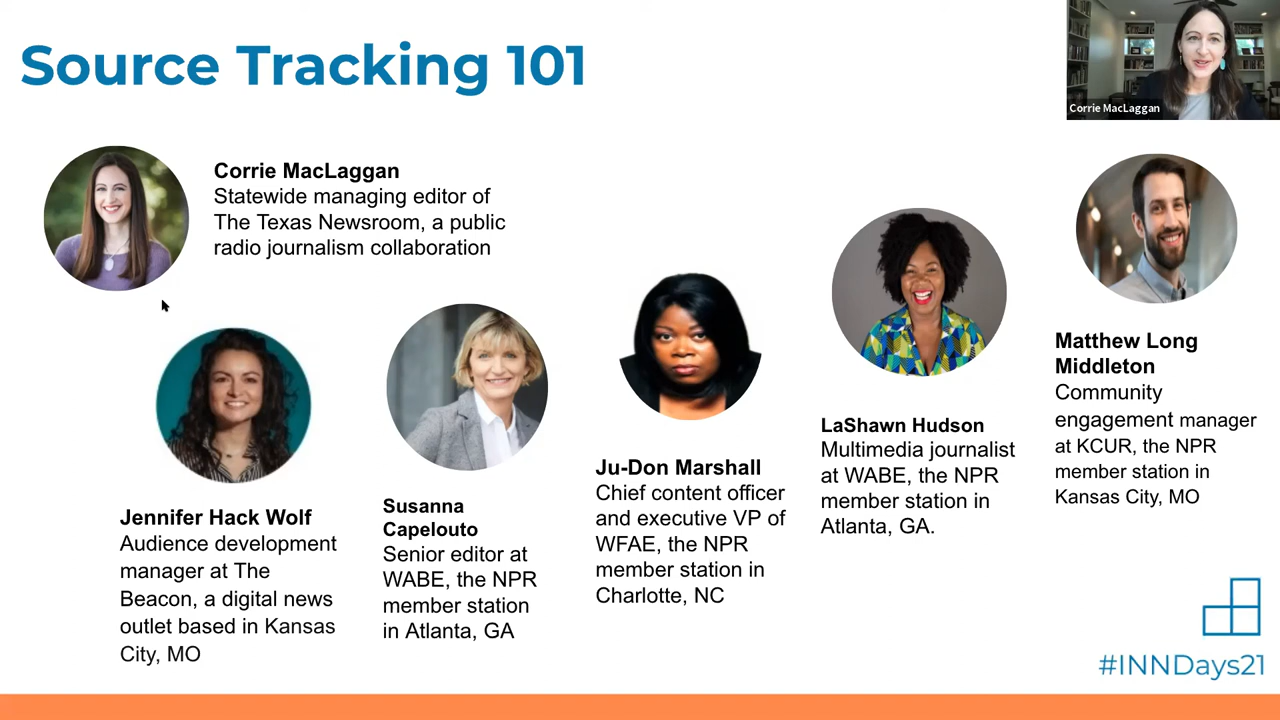 Source Tracking 101
Corrie MacLaggan
Corrie MacLaggan
Statewide managing editor of
The Texas Newsroom, a public
radio journalism collaboration
Jennifer Hack Wolf
Audience development
manager at The
Beacon, a digital news
outlet based in Kansas
City, MO
Susanna
Capelouto
Senior editor at
WABE, the NPR
member station
in Atlanta, GA
Ju-Don Marshall
Chief content officer
and executive VP of
WFAE, the NPR
member station in
Charlotte, NC
LaShawn Hudson
Multimedia journalist
at WABE, the NPR
member station in
Atlanta, GA.
Matthew Long
Middleton
Community
engagement manager
at KCUR, the NPR
member station in
Kansas City, MO
#INNDays21